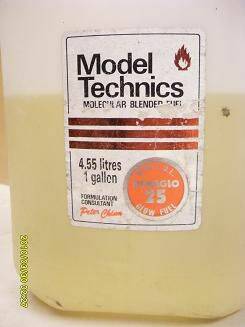 Model
Technics
MOLECULAR BLENDED FUEL
4.55 litres
1 gallon
25
GLOW FUEL
FORMULATION
CONSULTANT
Peter Chinn